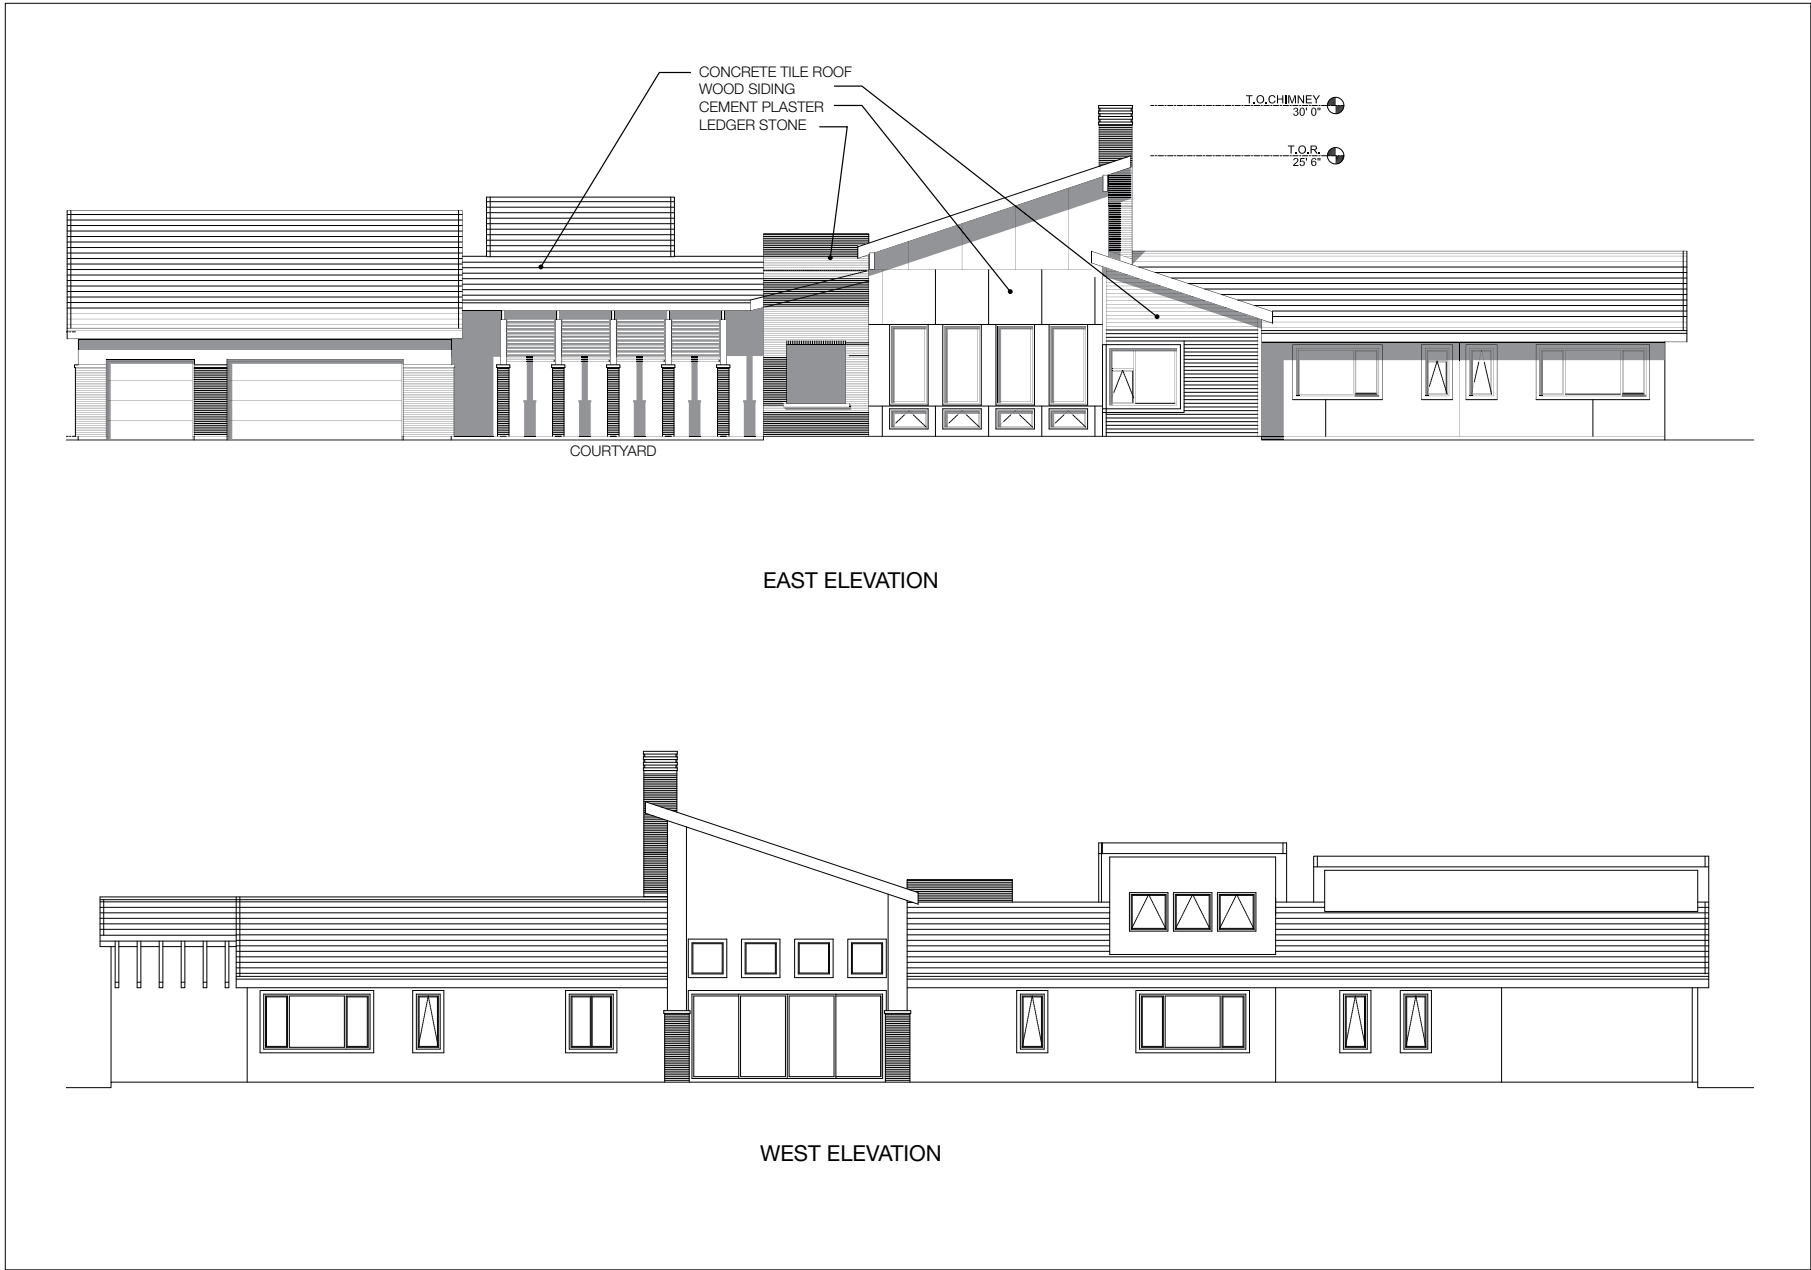 CONCRETE TILE ROOF
WOOD SIDING
CEMENT PLASTER
LEDGER STONE
T.O.CHIMNEY
30' 0"
T.O.R.
25' 6"
COURTYARD
EAST ELEVATION
WEST ELEVATION